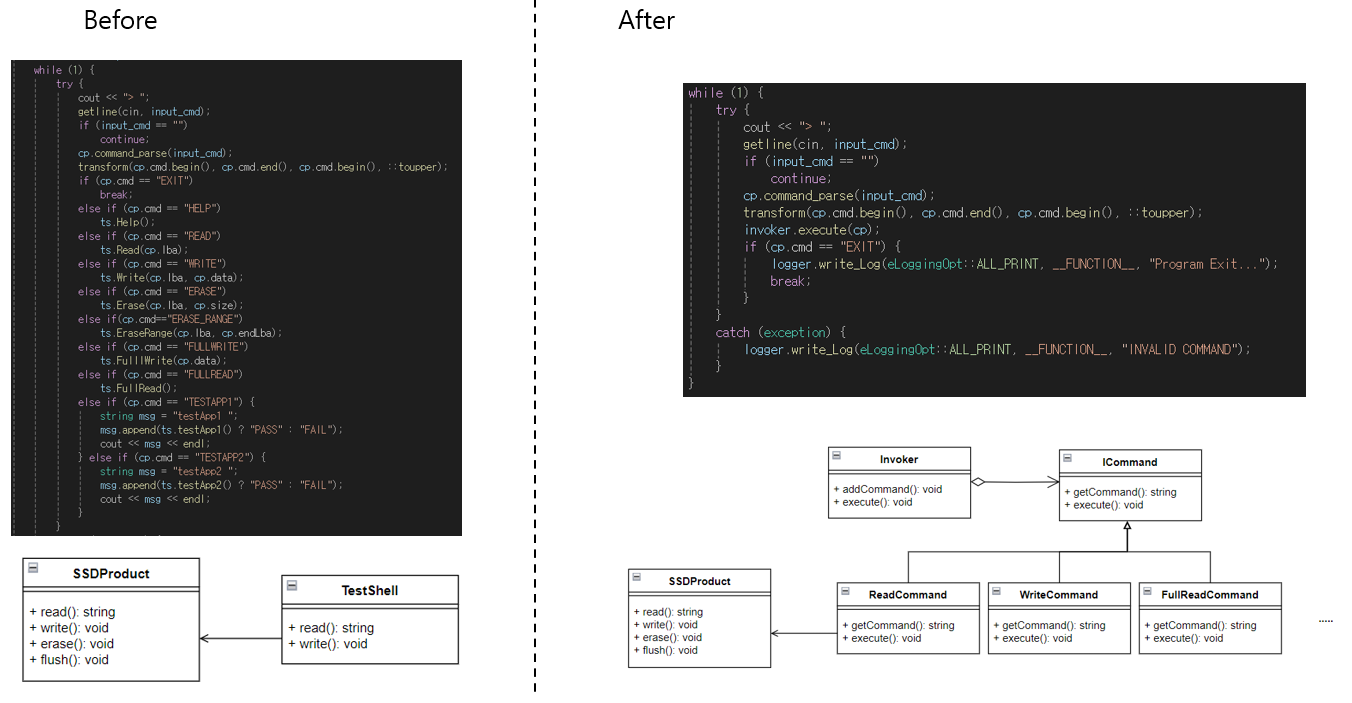 Before
while (1) {
try {
cout << "> ";
getline(cin, input_cmd);
if (input_cmd == "")
continue;
cp.command_parse(input_cmd);
transform(cp.cmd.begin(), cp.cmd.end(), cp.cmd.begin(), ::toupper);
if (cp.cmd == "EXIT")
break;
else if (cp.cmd == "HELP")
ts.Help();
else if (cp.cmd == "READ")
ts.Read(cp.lba);
else if (cp.cmd == "WRITE")
ts.Write(cp.lba, cp.data);
else if (cp.cmd == "ERASE")
ts.Erase(cp.lba, cp.size);
else if(cp.cmd=="ERASE_RANGE")
ts.EraseRange(cp.lba, cp.endLba);
else if (cp.cmd == "FULLWRITE")
ts.FulllWrite(cp.data);
else if (cp.cmd == "FULLREAD")
ts.FullRead();
else if (cp.cmd == "TESTAPP1") {
string msg = "testApp1 ";
msg.append(ts.testApp1() ? "PASS" : "FAIL");
cout << msg << endl;
} else if (cp.cmd == "TESTAPP2") {
string msg = "testApp2 ";
msg.append(ts.testApp2() ? "PASS" : "FAIL");
cout << msg << endl;
}
}
SSDProduct
+ read(): string
+ write(): void
+ erase(): void
+ flush(): void
TestShell
+ read(): string
+ write(): void
After
while (1) {
try {
cout << "> ";
getline(cin, input_cmd);
if (input_cmd == "")
continue;
cp.command_parse(input_cmd);
transform(cp.cmd.begin(), cp.cmd.end(), cp.cmd.begin(), ::toupper);
invoker.execute(cp);
if (cp.cmd == "EXIT") {
logger.write_Log(eLoggingOpt::ALL_PRINT, __FUNCTION__, "Program Exit...");
break;
}
}
catch (exception) {
logger.write_Log(eLoggingOpt::ALL_PRINT, __FUNCTION__, "INVALID COMMAND");
}
}
Invoker
+ addCommand(): void
+ execute(): void
ICommand
+ getCommand(): string
+ execute(): void
SSDProduct
+ read(): string
+ write(): void
+ erase(): void
+ flush(): void
ReadCommand
+ getCommand(): string
+ execute(): void
WriteCommand
+ getCommand(): string
+ execute(): void
FullReadCommand
+ getCommand(): string
+ execute(): void
.....